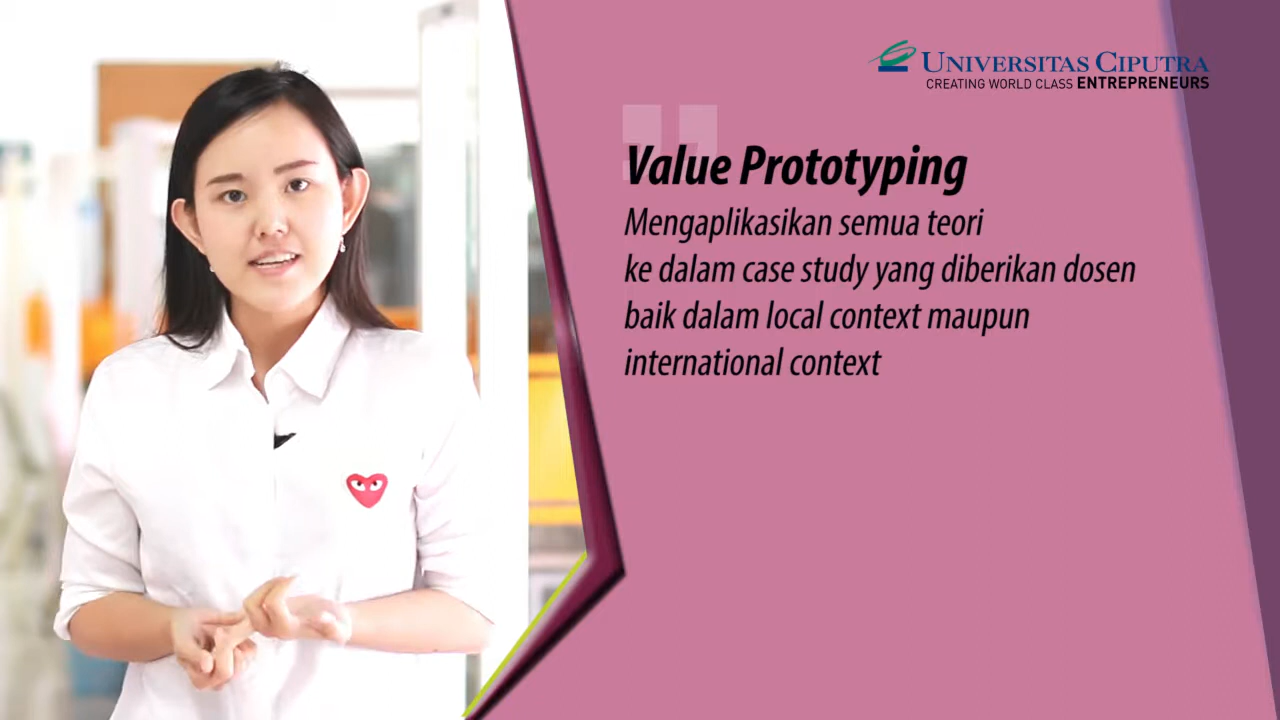 UNIVERSITAS CIPUTRA
CREATING WORLD CLASS ENTREPRENEURS
Value Prototyping
Mengaplikasikan semua teori
ke dalam case study yang diberikan dosen
baik dalam local context maupun
international context